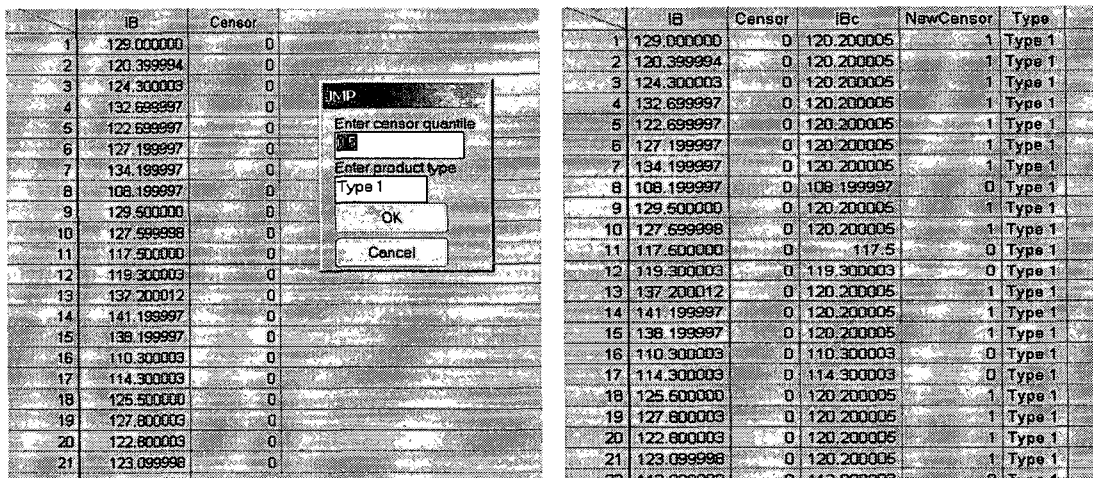 IB Censor
1 129.000000 0
2 120.399994 0
3 124.300003 0
4 132.699997 0
5 122.699997 0
6 127.199997 0
7 134.199997 0
8 108.199997 0
9 129.500000 0
10 127.599998 0
11 117.500000 0
12 119.300003 0
13 137.200012 0
14 141.199997 0
15 138.199997 0
16 110.300003 0
17 114.300003 0
18 125.500000 0
19 127.800003 0
20 122.800003 0
21 123.099998 0
JMP
Enter censor quantile
Enter product type
Type 1
OK
Cancel
IB Censor IBc NewCensor Type
1 129.000000 0 120.200005 1 Type 1
2 120.399994 0 120.200005 1 Type 1
3 124.300003 0 120.200005 1 Type 1
4 132.699997 0 120.200005 1 Type 1
5 122.699997 0 120.200005 1 Type 1
6 127.199997 0 120.200005 1 Type 1
7 134.199997 0 120.200005 1 Type 1
8 108.199997 0 108.199997 0 Type 1
9 129.500000 0 120.200005 1 Type 1
10 127.599998 0 120.200005 1 Type 1
11 117.500000 0 117.5 0 Type 1
12 119.300003 0 119.300003 0 Type 1
13 137.200012 0 120.200005 1 Type 1
14 141.199997 0 120.200005 1 Type 1
15 138.199997 0 120.200005 1 Type 1
16 110.300003 0 110.300003 0 Type 1
17 114.300003 0 114.300003 0 Type 1
18 125.500000 0 120.200005 1 Type 1
19 127.800003 0 120.200005 1 Type 1
20 122.800003 0 120.200005 1 Type 1
21 123.099998 0 120.200005 1 Type 1